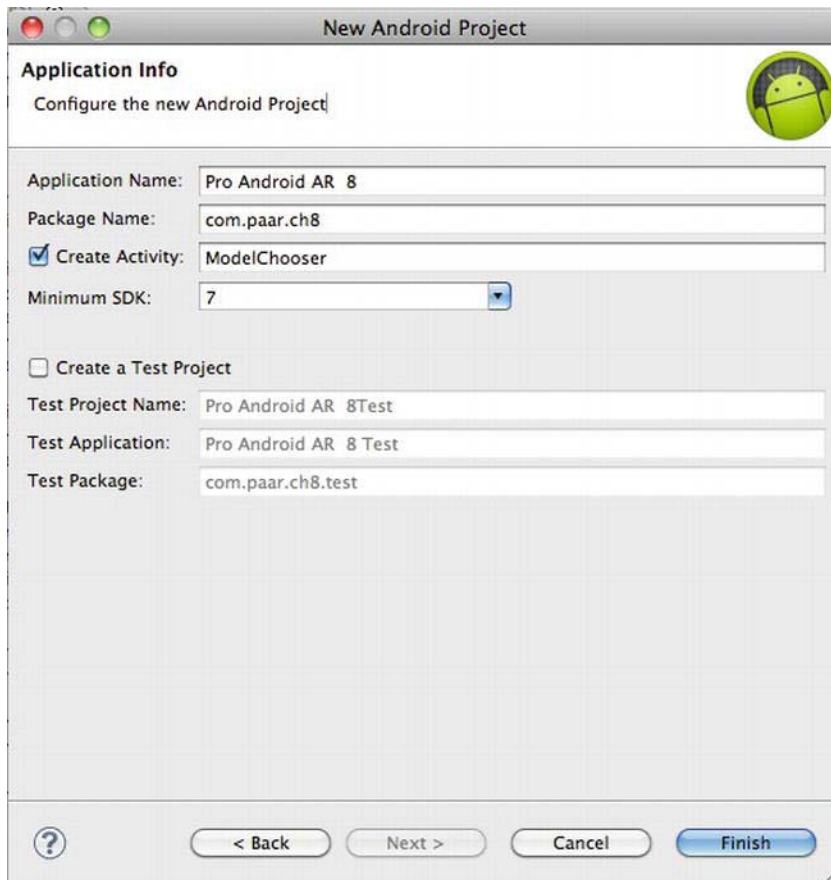 New Android Project
Application Info
Configure the new Android Project
Application Name: Pro Android AR  8
Package Name: com.paar.ch8
Create Activity: ModelChooser
Minimum SDK: 7
Create a Test Project
Test Project Name: Pro Android AR  8Test
Test Application: Pro Android AR  8 Test
Test Package: com.paar.ch8.test
? < Back Next > Cancel Finish